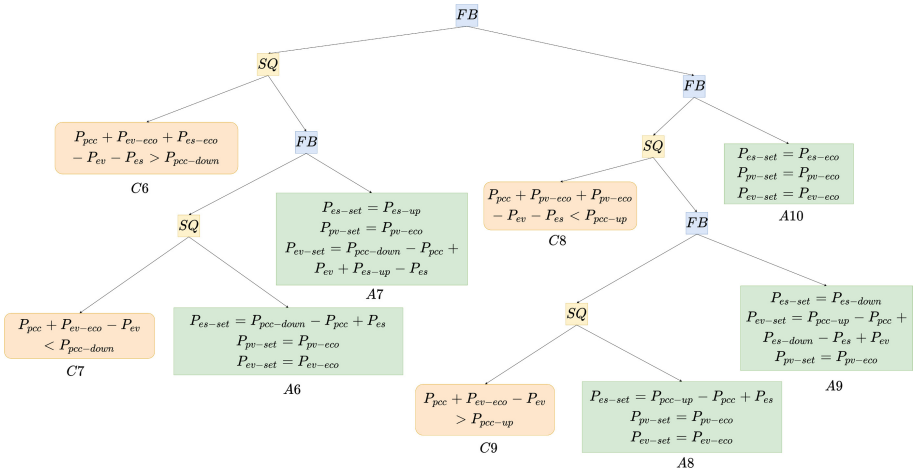 FB
SQ
FB
P_{pcc} + P_{ev-eco} + P_{es-eco}
- P_{ev} - P_{es} > P_{pcc-down}
C6
FB
SQ
P_{es-set} = P_{es-up}
P_{pv-set} = P_{pv-eco}
P_{ev-set} = P_{pcc-down} - P_{pcc} +
P_{ev} + P_{es-up} - P_{es}
A7
P_{pcc} + P_{ev-eco} - P_{ev}
< P_{pcc-down}
C7
P_{es-set} = P_{pcc-down} - P_{pcc} + P_{es}
P_{pv-set} = P_{pv-eco}
P_{ev-set} = P_{ev-eco}
A6
SQ
P_{es-set} = P_{es-eco}
P_{pv-set} = P_{pv-eco}
P_{ev-set} = P_{ev-eco}
A10
P_{pcc} + P_{pv-eco} + P_{pv-eco}
- P_{ev} - P_{es} < P_{pcc-up}
C8
FB
SQ
P_{es-set} = P_{es-down}
P_{ev-set} = P_{pcc-up} - P_{pcc} +
P_{es-down} - P_{es} + P_{ev}
P_{pv-set} = P_{pv-eco}
A9
P_{pcc} + P_{ev-eco} - P_{ev}
> P_{pcc-up}
C9
P_{es-set} = P_{pcc-up} - P_{pcc} + P_{es}
P_{pv-set} = P_{pv-eco}
P_{ev-set} = P_{ev-eco}
A8